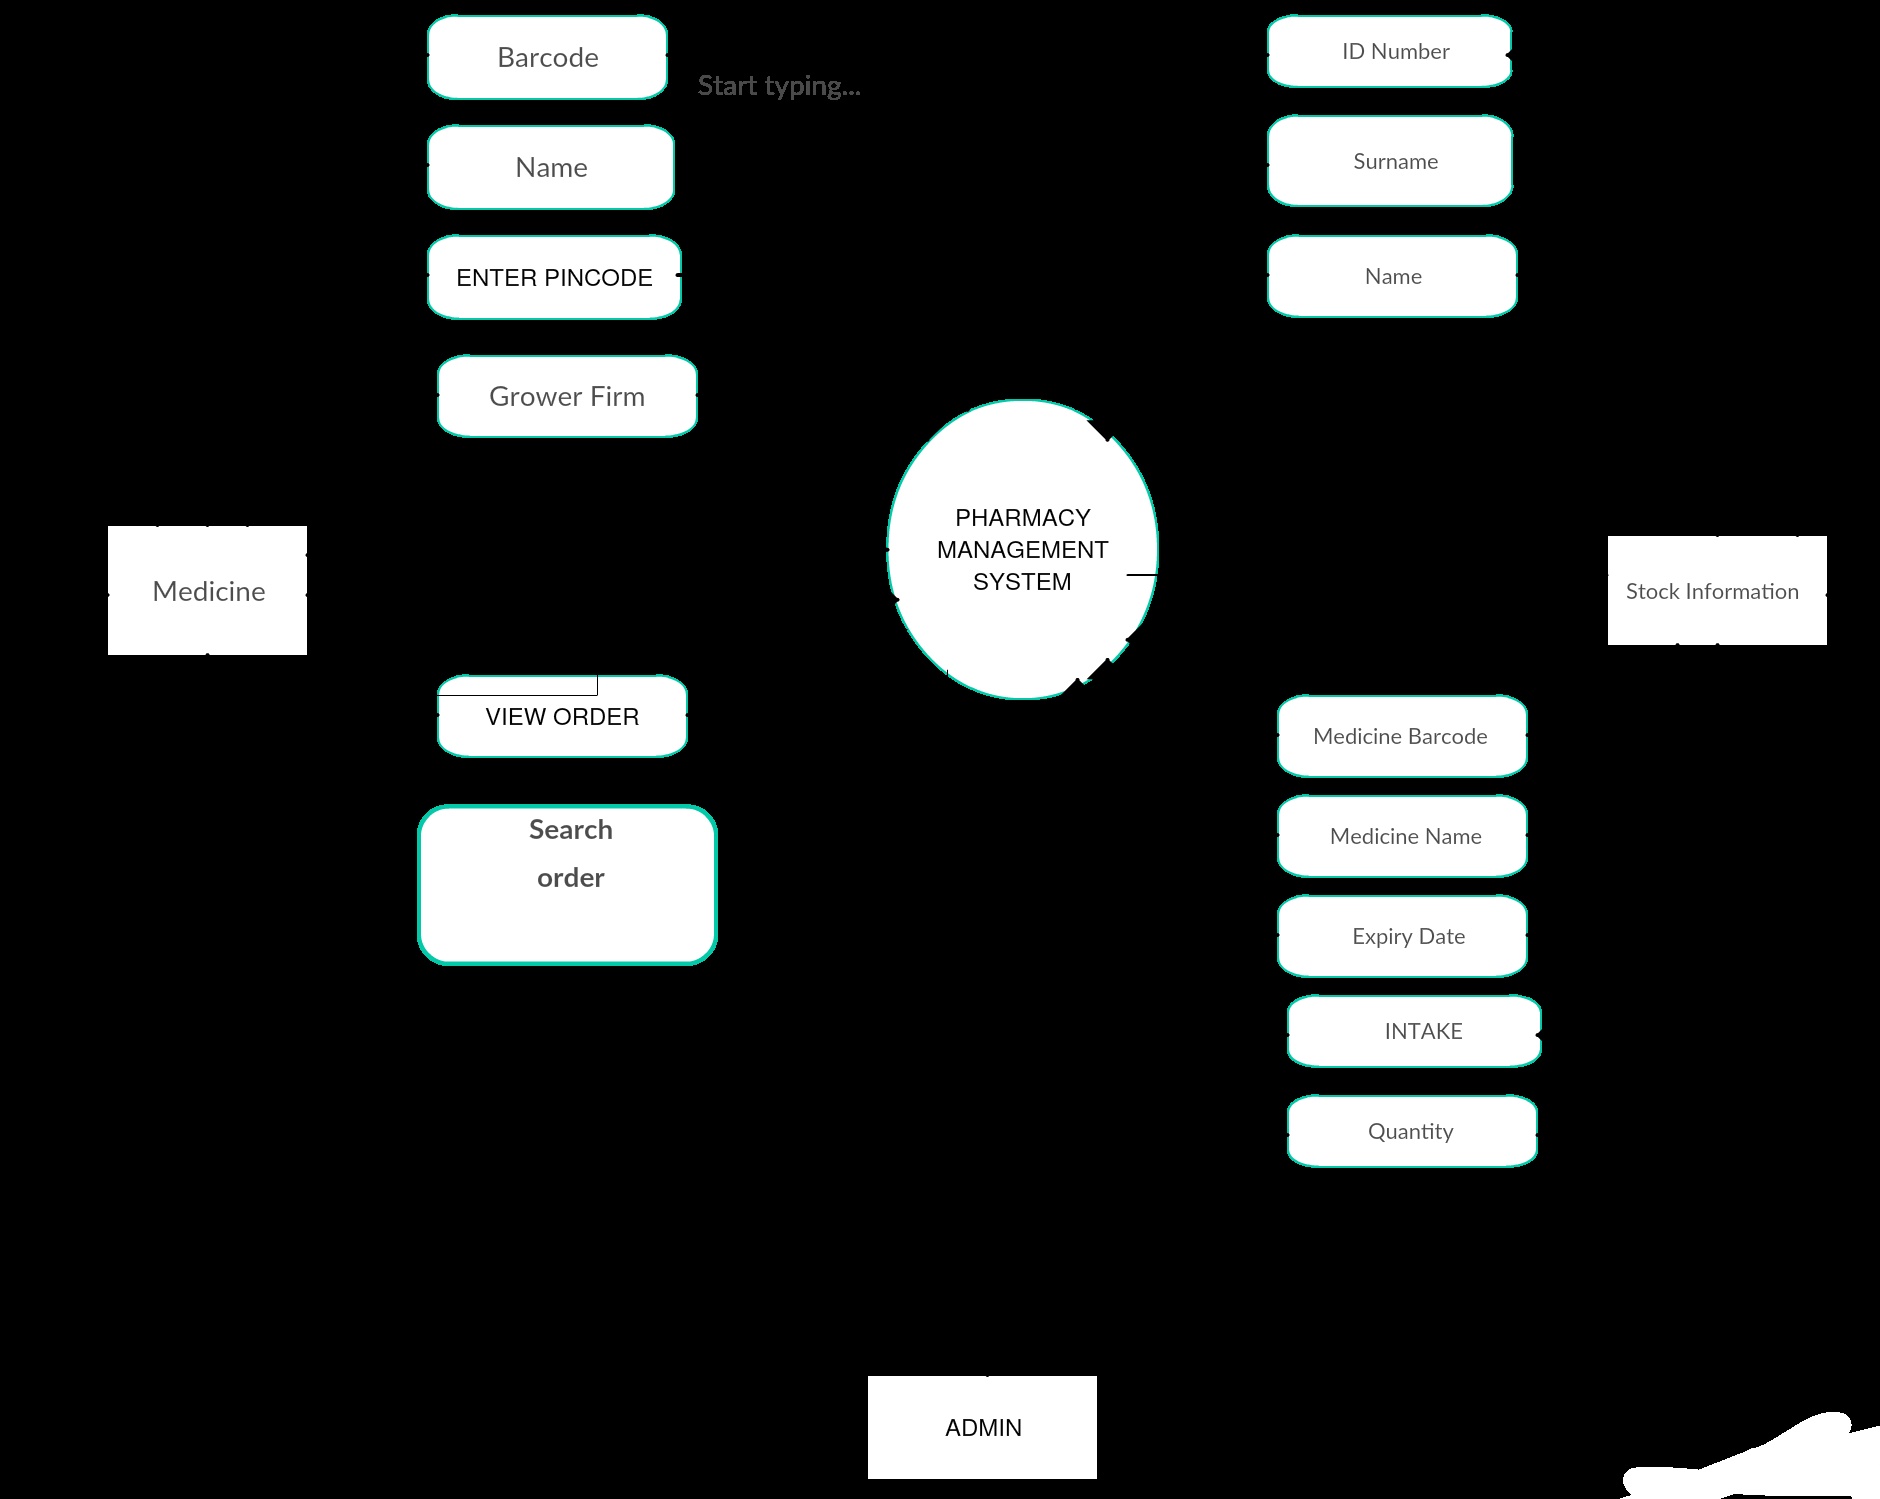 Barcode
Start typing...
Name
ENTER PINCODE
Grower Firm
ID Number
Surname
Name
PHARMACY
MANAGEMENT
SYSTEM
Medicine
Stock Information
VIEW ORDER
Search
order
Medicine Barcode
Medicine Name
Expiry Date
INTAKE
Quantity
ADMIN